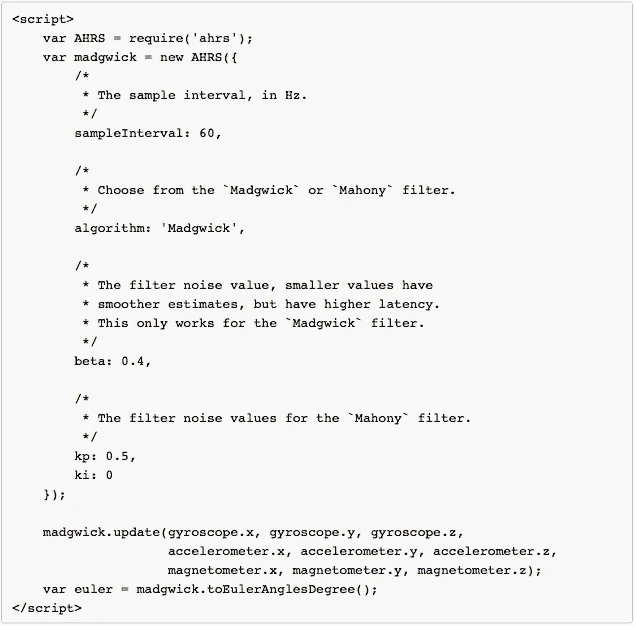 <script>
    var AHRS = require('ahrs');
    var madgwick = new AHRS({
        /*
         * The sample interval, in Hz.
         */
        sampleInterval: 60,

        /*
         * Choose from the `Madgwick` or `Mahony` filter.
         */
        algorithm: 'Madgwick',

        /*
         * The filter noise value, smaller values have
         * smoother estimates, but have higher latency.
         * This only works for the `Madgwick` filter.
         */
        beta: 0.4,

        /*
         * The filter noise values for the `Mahony` filter.
         */
        kp: 0.5,
        ki: 0
    });

    madgwick.update(gyroscope.x, gyroscope.y, gyroscope.z,
                    accelerometer.x, accelerometer.y, accelerometer.z,
                    magnetometer.x, magnetometer.y, magnetometer.z);
    var euler = madgwick.toEulerAnglesDegree();
</script>